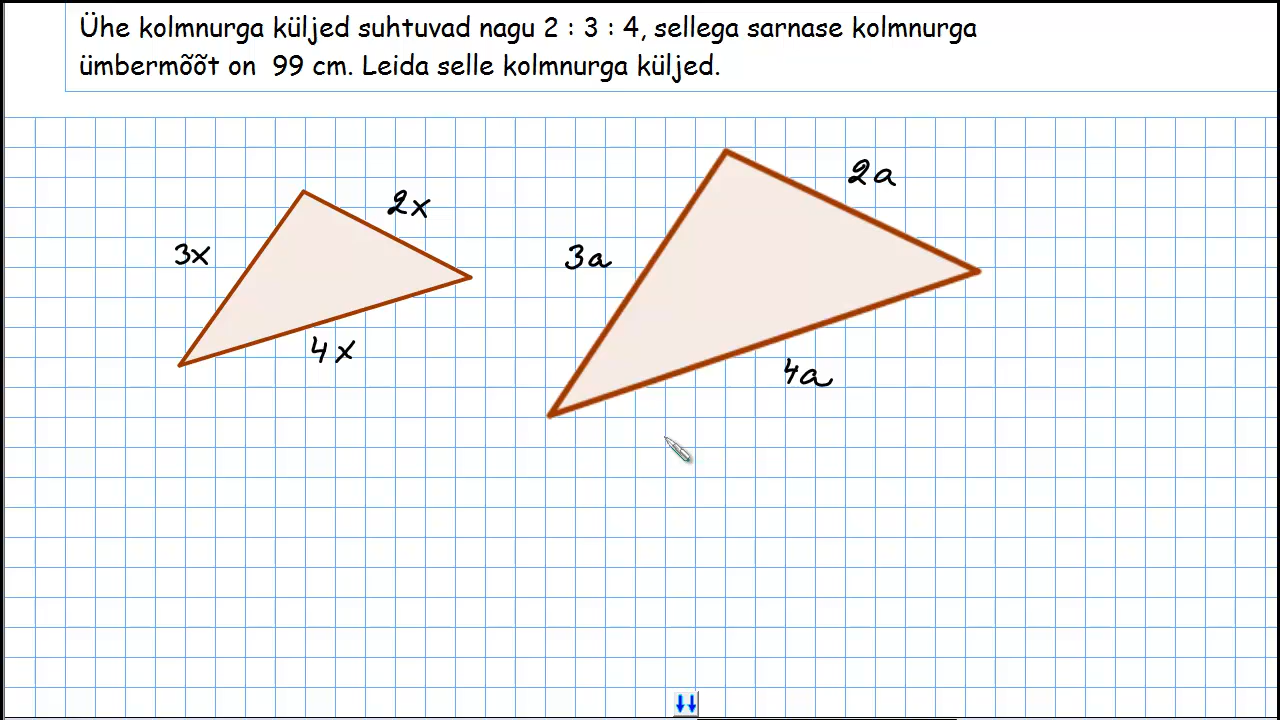 Ühe kolmnurga küljed suhtuvad nagu 2 : 3 : 4, sellega sarnase kolmnurga
ümbermõõt on 99 cm. Leida selle kolmnurga küljed.
2a
2x
3x
3a
4x
4a